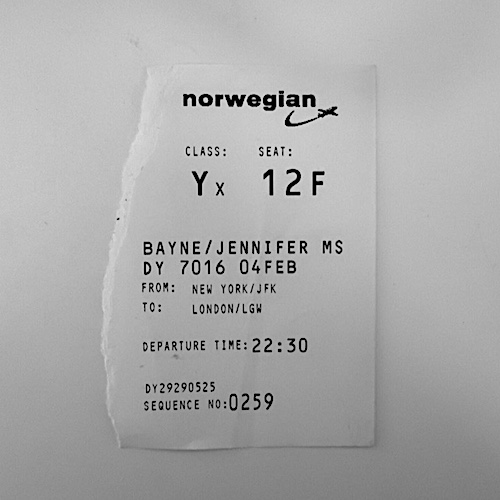 norwegian
CLASS: SEAT:
Yx 12F
BAYNE/JENNIFER MS
DY 7016 04FEB
FROM: NEW YORK/JFK
TO: LONDON/LGW
DEPARTURE TIME:22:30
DY29290525
SEQUENCE NO:0259